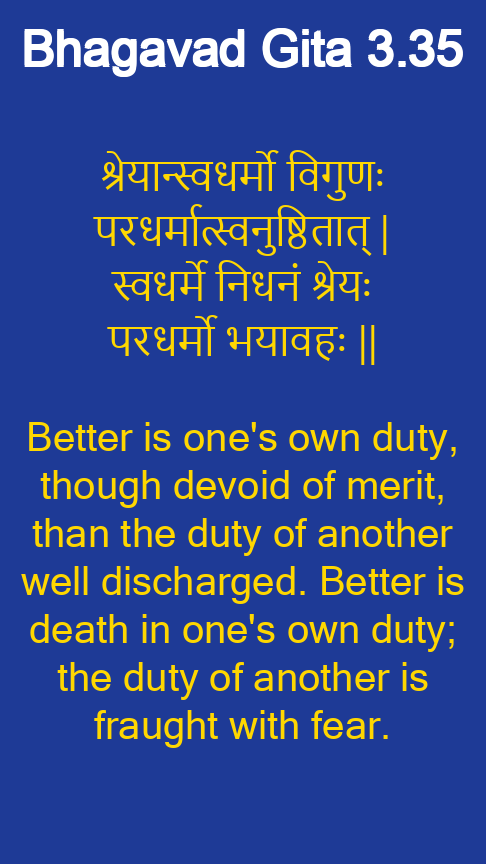 Bhagavad Gita 3.35
श्रेयान्स्वधर्मो विगुणः
परधर्मात्स्वनुष्ठितात् |
स्वधर्मे निधनं श्रेयः
परधर्मो भयावहः ||
Better is one's own duty,
though devoid of merit,
than the duty of another
well discharged. Better is
death in one's own duty;
the duty of another is
fraught with fear.